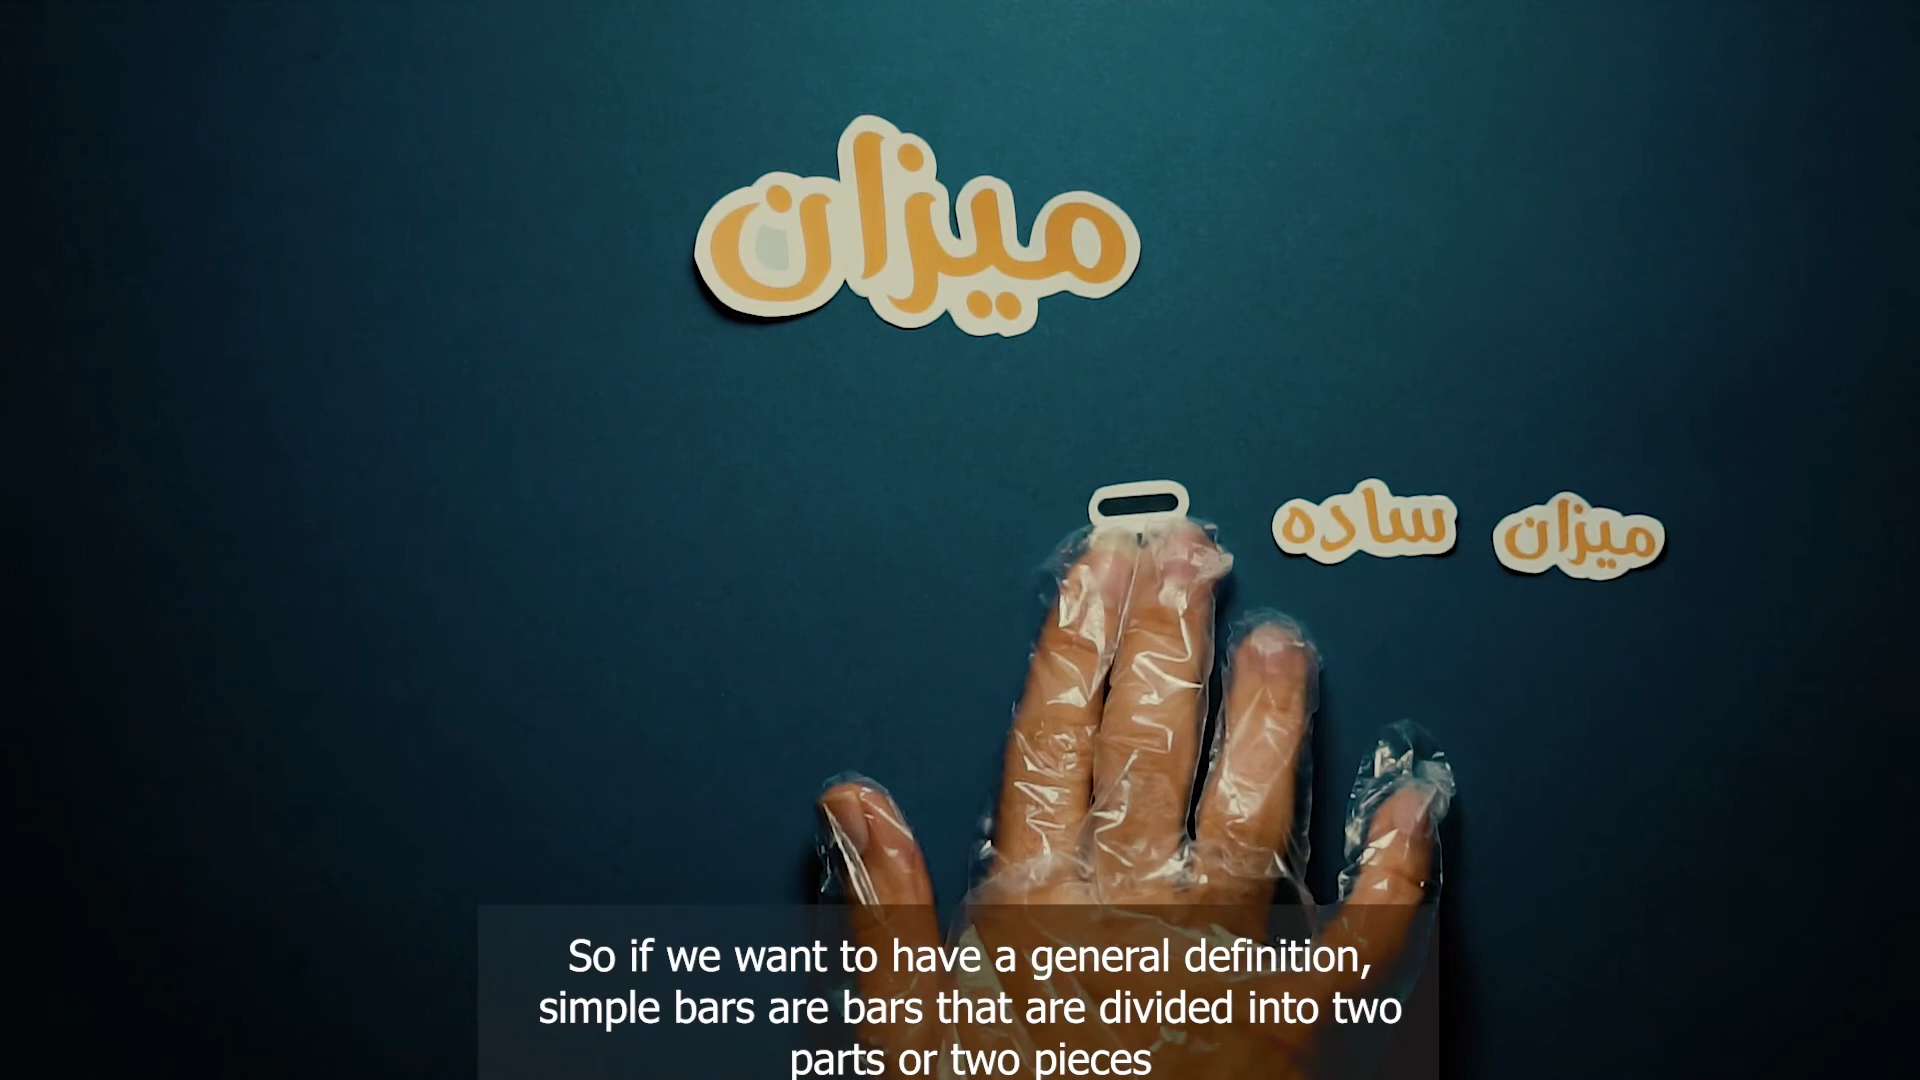 میزان
میزان ساده
So if we want to have a general definition,
simple bars are bars that are divided into two
parts or two pieces